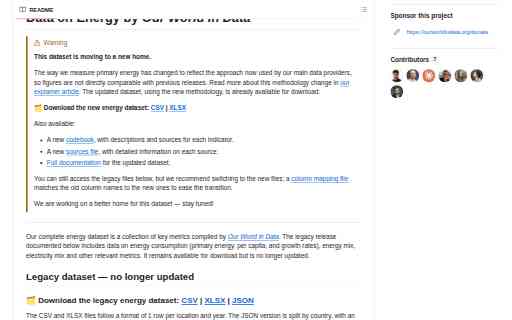 README
Data on Energy by Our World in Data
Warning
This dataset is moving to a new home.
The way we measure primary energy has changed to reflect the approach now used by our main data providers,
so figures are not directly comparable with previous releases. Read more about this methodology change in our
explainer article. The updated dataset, using the new methodology, is already available for download:
Download the new energy dataset: CSV | XLSX
Also available:
• A new codebook, with descriptions and sources for each indicator.
• A new sources file, with detailed information on each source.
• Full documentation for the updated dataset.
You can still access the legacy files below, but we recommend switching to the new files; a column mapping file
matches the old column names to the new ones to ease the transition.
We are working on a better home for this dataset — stay tuned!
Our complete energy dataset is a collection of key metrics compiled by Our World in Data. The legacy release
documented below includes data on energy consumption (primary energy, per capita, and growth rates), energy mix,
electricity mix and other relevant metrics. It remains available for download but is no longer updated.
Legacy dataset — no longer updated
Download the legacy energy dataset: CSV | XLSX | JSON
The CSV and XLSX files follow a format of 1 row per location and year. The JSON version is split by country, with an
Sponsor this project
https://ourworldindata.org/donate
Contributors 7